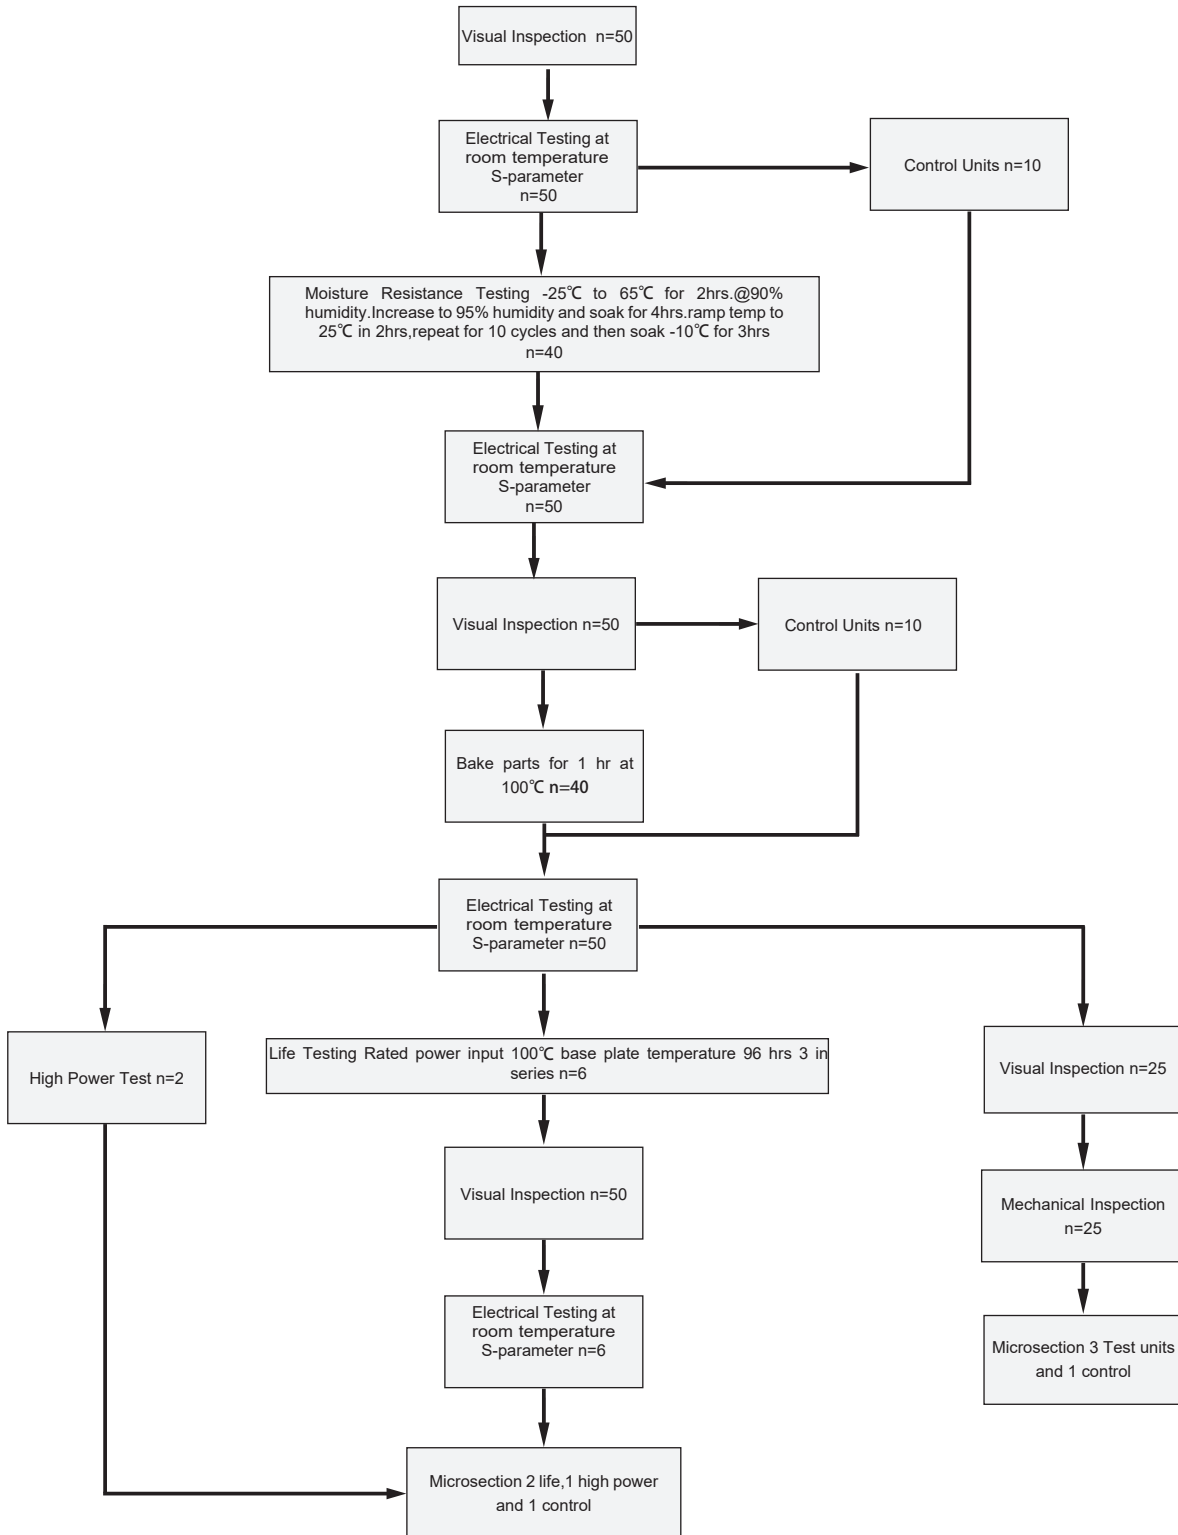 Visual Inspection n=50
Electrical Testing at
room temperature
S-parameter
n=50
Control Units n=10
Moisture Resistance Testing -25℃ to 65℃ for 2hrs.@90%
humidity.Increase to 95% humidity and soak for 4hrs.ramp temp to
25℃ in 2hrs,repeat for 10 cycles and then soak -10℃ for 3hrs
n=40
Electrical Testing at
room temperature
S-parameter
n=50
Visual Inspection n=50
Control Units n=10
Bake parts for 1 hr at
100℃ n=40
Electrical Testing at
room temperature
S-parameter n=50
High Power Test n=2
Life Testing Rated power input 100℃ base plate temperature 96 hrs 3 in
series n=6
Visual Inspection n=25
Visual Inspection n=50
Mechanical Inspection
n=25
Electrical Testing at
room temperature
S-parameter n=6
Microsection 3 Test units
and 1 control
Microsection 2 life,1 high power
and 1 control